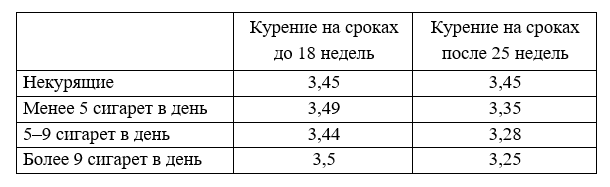 Курение на сроках до 18 недель
Курение на сроках после 25 недель
Некурящие 3,45 3,45
Менее 5 сигарет в день 3,49 3,35
5–9 сигарет в день 3,44 3,28
Более 9 сигарет в день 3,5 3,25